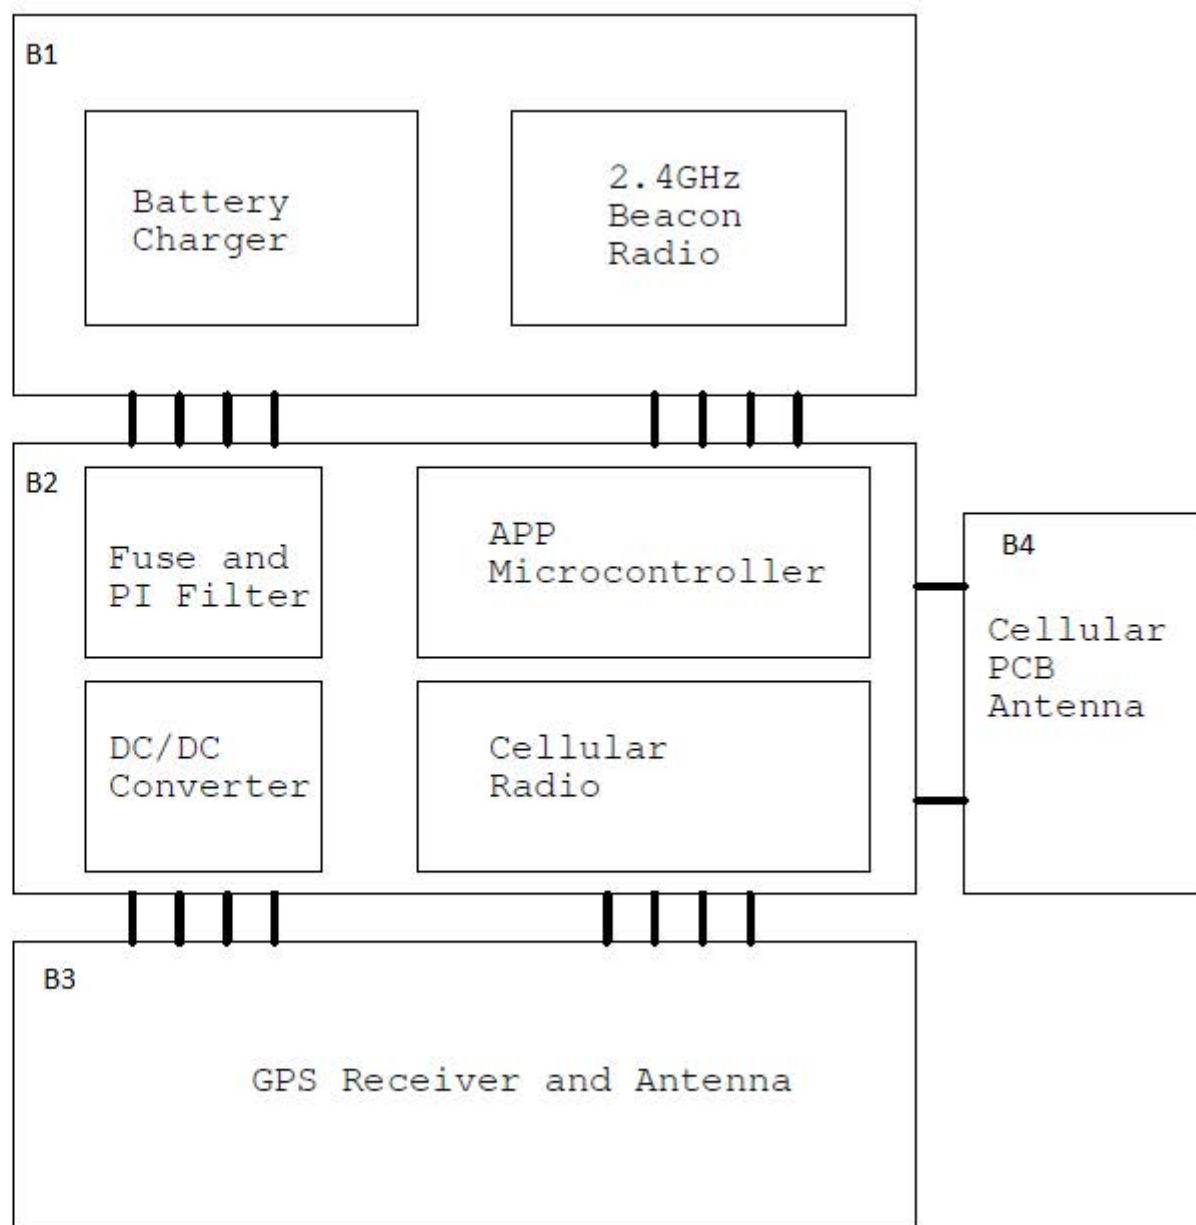 B1
Battery
Charger
2.4GHz
Beacon
Radio
B2
Fuse and
PI Filter
APP
Microcontroller
DC/DC
Converter
Cellular
Radio
B4
Cellular
PCB
Antenna
B3
GPS Receiver and Antenna